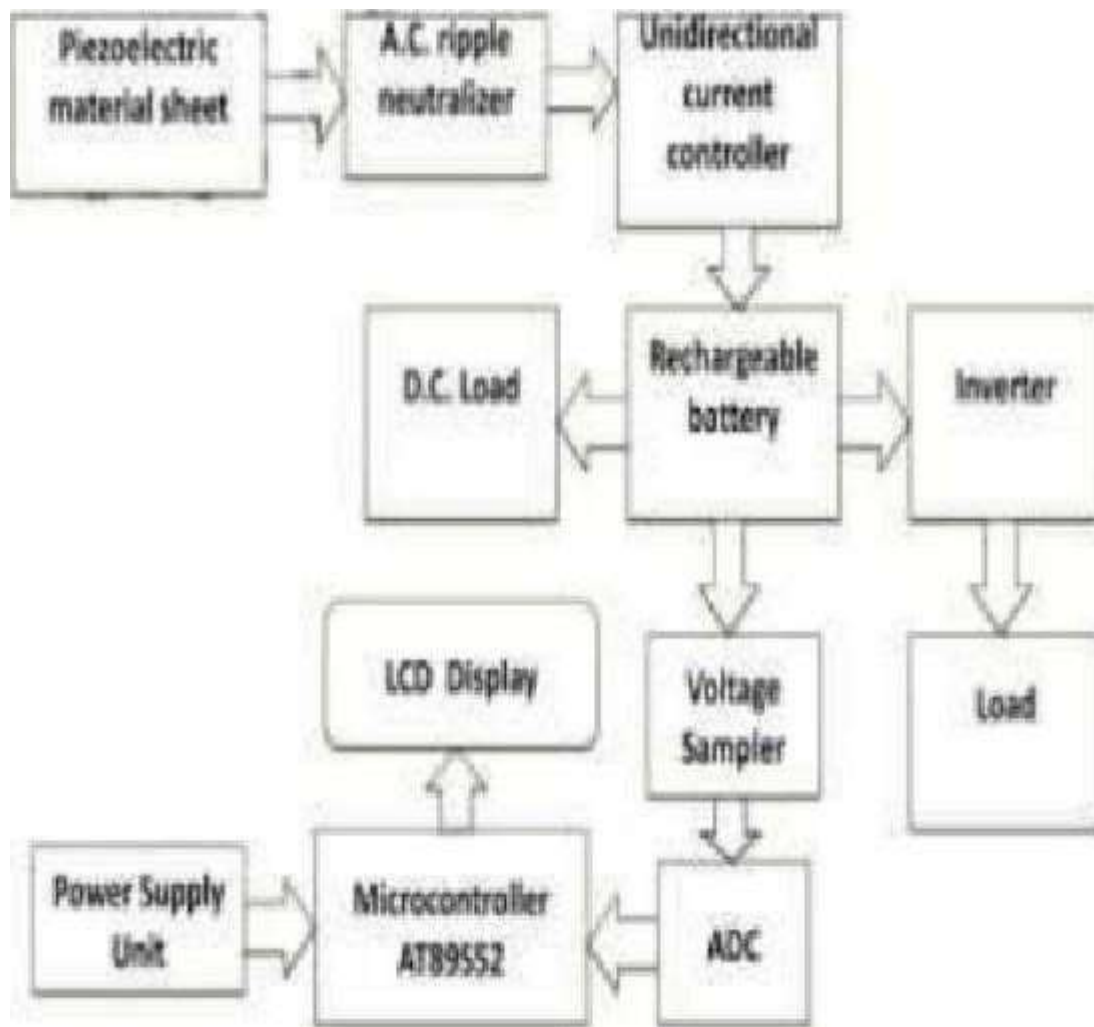 Piezoelectric
material sheet
A.C. ripple
neutralizer
Unidirectional
current
controller
D.C. Load
Rechargeable
battery
Inverter
LCD Display
Voltage
Sampler
Load
Power Supply
Unit
Microcontroller
AT89S52
ADC